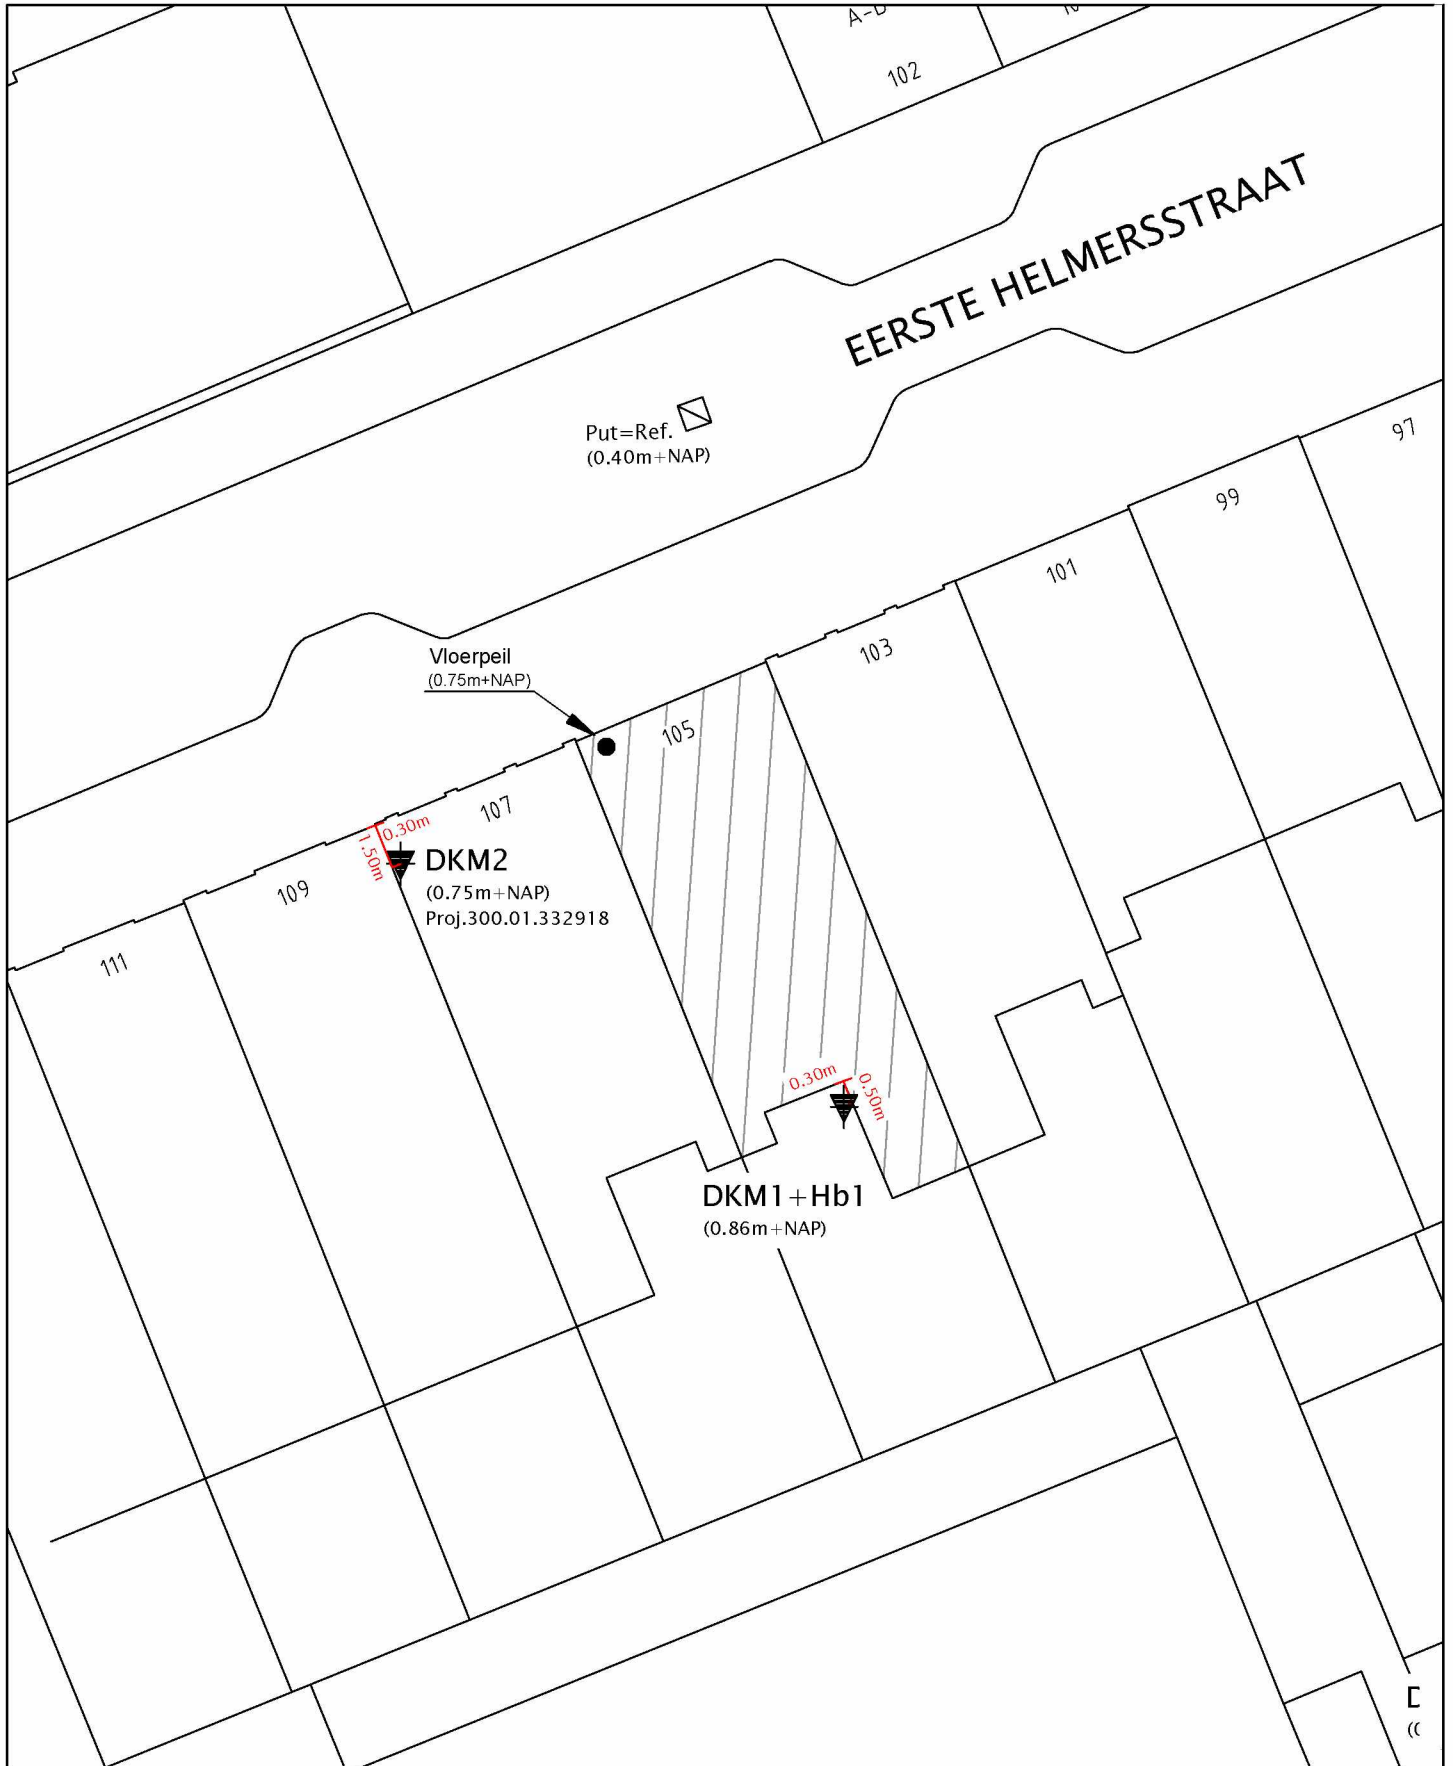 A-D
102
EERSTE HELMERSSTRAAT
Put=Ref.
(0.40m+NAP)
97
99
101
103
Vloerpeil
(0.75m+NAP)
105
107
0.30m
1.50m
DKM2
(0.75m+NAP)
Proj.300.01.332918
109
111
0.30m
0.50m
DKM1+Hb1
(0.86m+NAP)